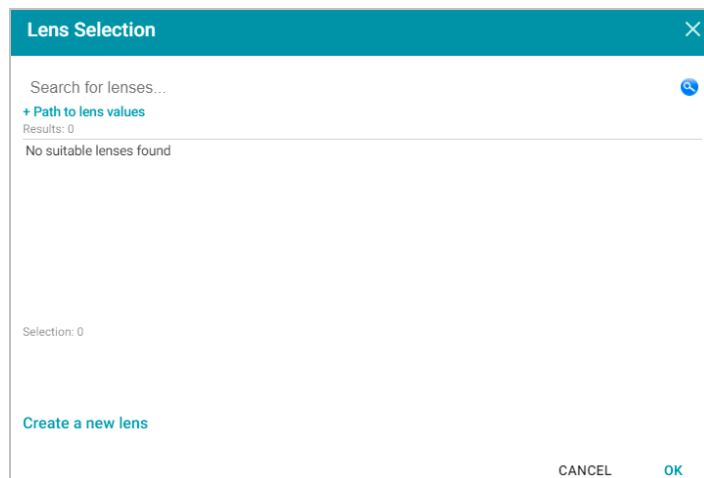 Lens Selection
Search for lenses...
+ Path to lens values
Results: 0
No suitable lenses found
Selection: 0
Create a new lens
CANCEL OK